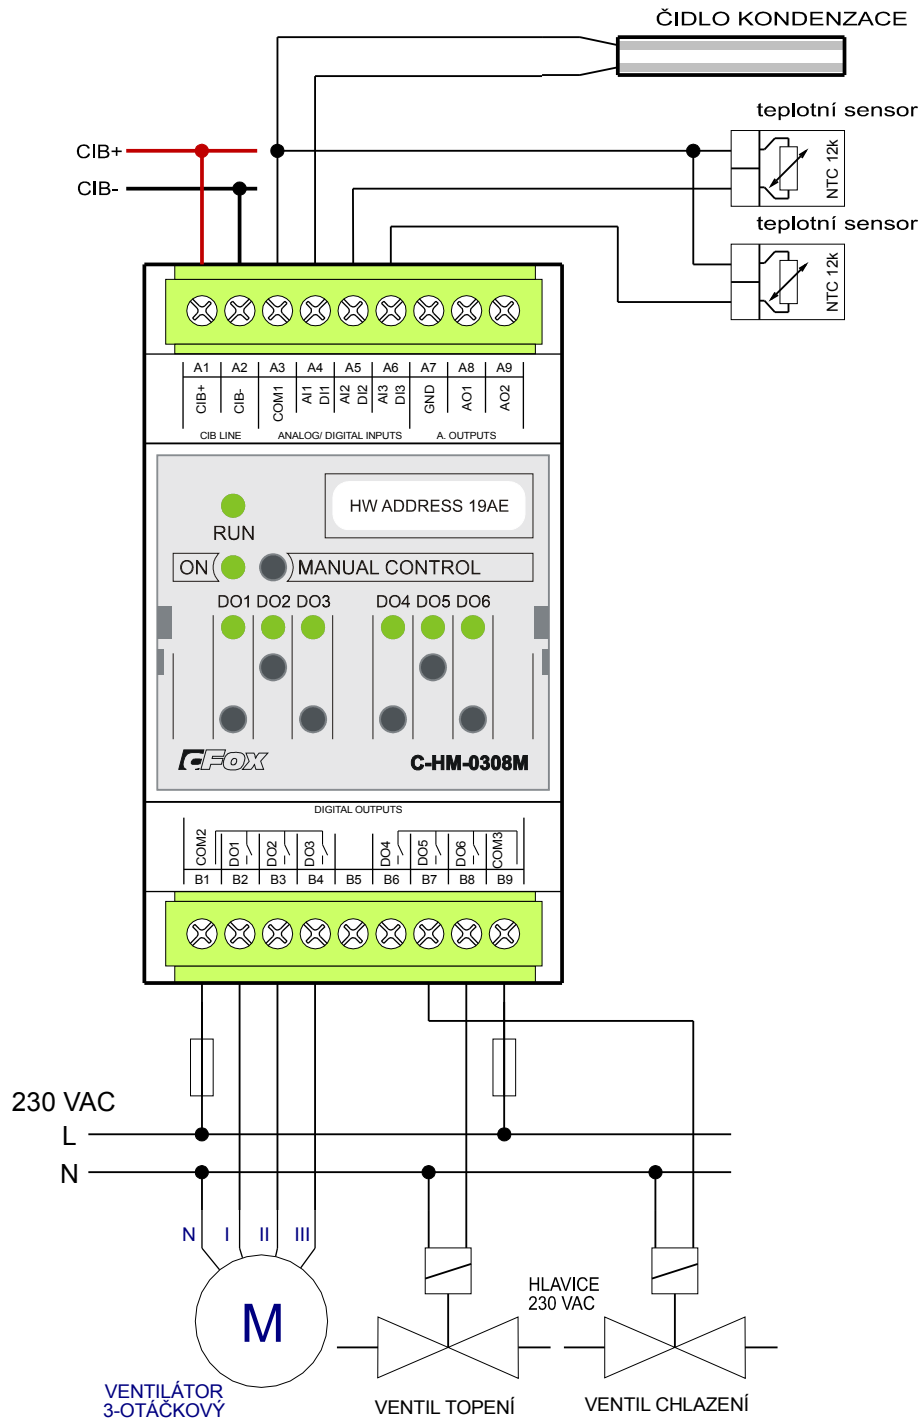 ČIDLO KONDENZACE
teplotní sensor
NTC 12k
CIB+
CIB-
teplotní sensor
NTC 12k
A1 A2 A3 A4 A5 A6 A7 A8 A9
CIB+ CIB- COM1 AI1 DI1 AI2 DI2 AI3 DI3 GND AO1 AO2
CIB LINE ANALOG/ DIGITAL INPUTS A. OUTPUTS
HW ADDRESS 19AE
RUN
ON MANUAL CONTROL
DO1 DO2 DO3 DO4 DO5 DO6
CFOX C-HM-0308M
DIGITAL OUTPUTS
COM2 DO1 DO2 DO3 DO4 DO5 DO6 COM3
B1 B2 B3 B4 B5 B6 B7 B8 B9
230 VAC
L
N
N I II III
M
HLAVICE
230 VAC
VENTILÁTOR
3-OTÁČKOVÝ
VENTIL TOPENÍ
VENTIL CHLAZENÍ